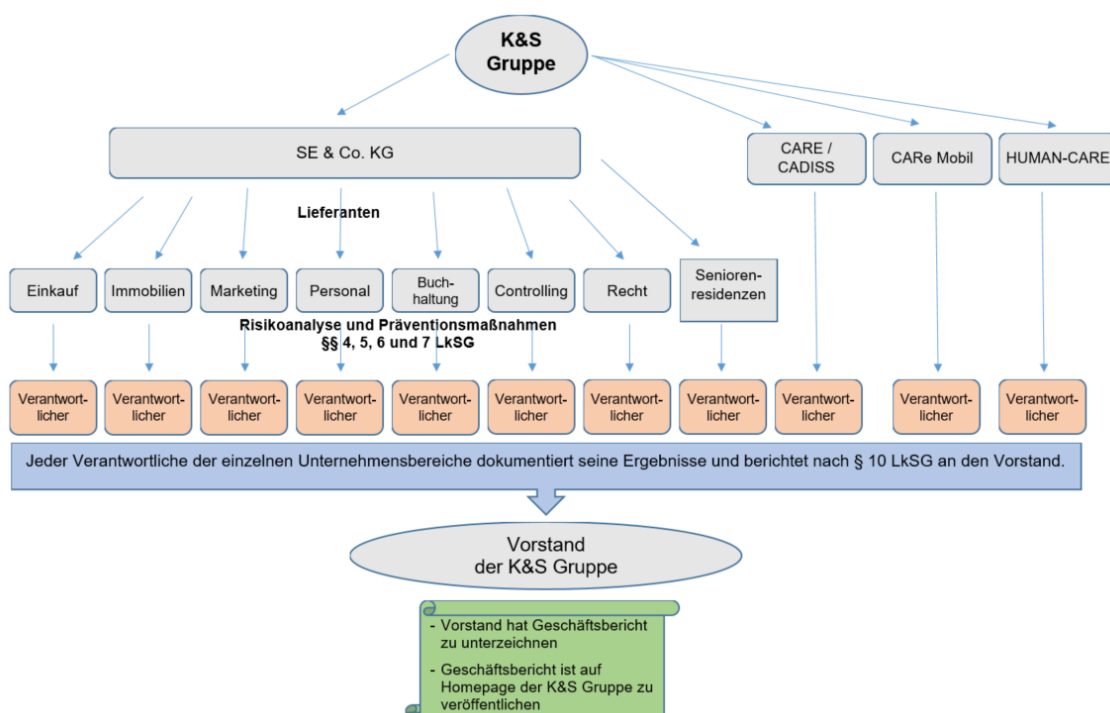 K&S
Gruppe
SE & Co. KG
CARE /
CADISS
CARe Mobil
HUMAN-CARE
Lieferanten
Einkauf
Immobilien
Marketing
Personal
Buch-
haltung
Controlling
Recht
Senioren-
residenzen
Risikoanalyse und Präventionsmaßnahmen
§§ 4, 5, 6 und 7 LkSG
Verantwort-
licher
Verantwort-
licher
Verantwort-
licher
Verantwort-
licher
Verantwort-
licher
Verantwort-
licher
Verantwort-
licher
Verantwort-
licher
Verantwort-
licher
Verantwort-
licher
Verantwort-
licher
Jeder Verantwortliche der einzelnen Unternehmensbereiche dokumentiert seine Ergebnisse und berichtet nach § 10 LkSG an den Vorstand.
Vorstand
der K&S Gruppe
- Vorstand hat Geschäftsbericht
zu unterzeichnen
- Geschäftsbericht ist auf
Homepage der K&S Gruppe zu
veröffentlichen